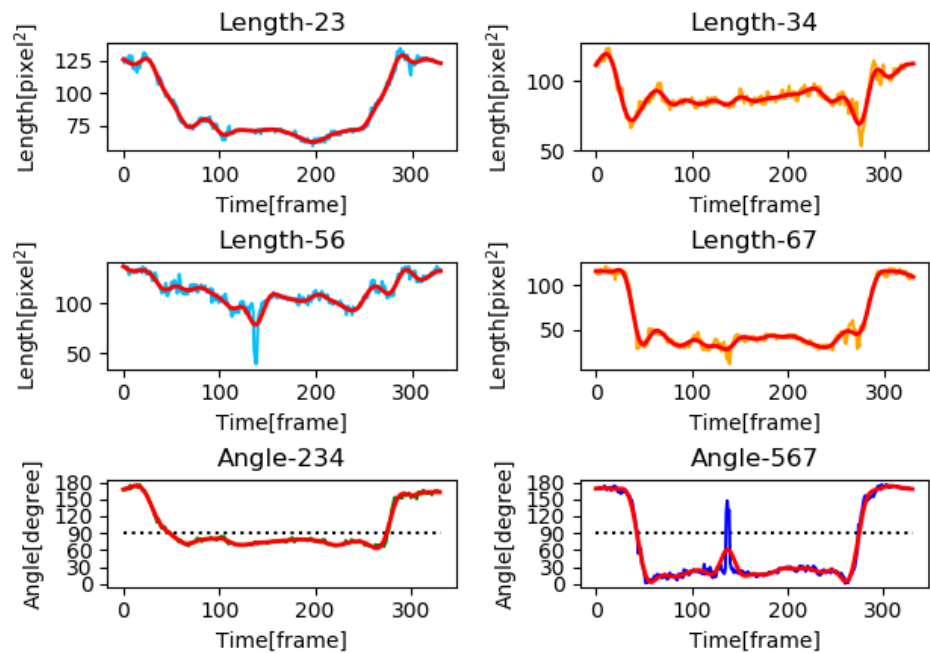 Length-23
Length[pixel²]
125
100
75
0 100 200 300
Time[frame]
Length-34
Length[pixel²]
100
50
0 100 200 300
Time[frame]
Length-56
Length[pixel²]
100
50
0 100 200 300
Time[frame]
Length-67
Length[pixel²]
100
50
0 100 200 300
Time[frame]
Angle-234
Angle[degree]
180
150
120
90
60
30
0
0 100 200 300
Time[frame]
Angle-567
Angle[degree]
180
150
120
90
60
30
0
0 100 200 300
Time[frame]